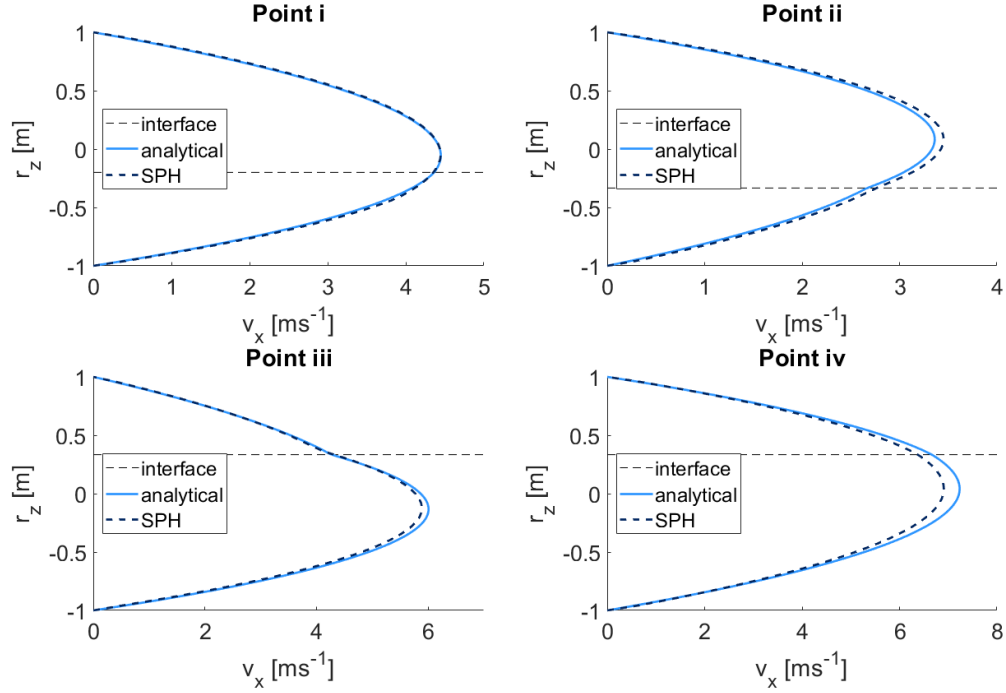 Point i
1
0.5
0
-0.5
-1
r_z [m]
interface
analytical
SPH
0 1 2 3 4 5
v_x [ms^-1]
Point ii
1
0.5
0
-0.5
-1
r_z [m]
interface
analytical
SPH
0 1 2 3 4
v_x [ms^-1]
Point iii
1
0.5
0
-0.5
-1
r_z [m]
interface
analytical
SPH
0 2 4 6
v_x [ms^-1]
Point iv
1
0.5
0
-0.5
-1
r_z [m]
interface
analytical
SPH
0 2 4 6 8
v_x [ms^-1]